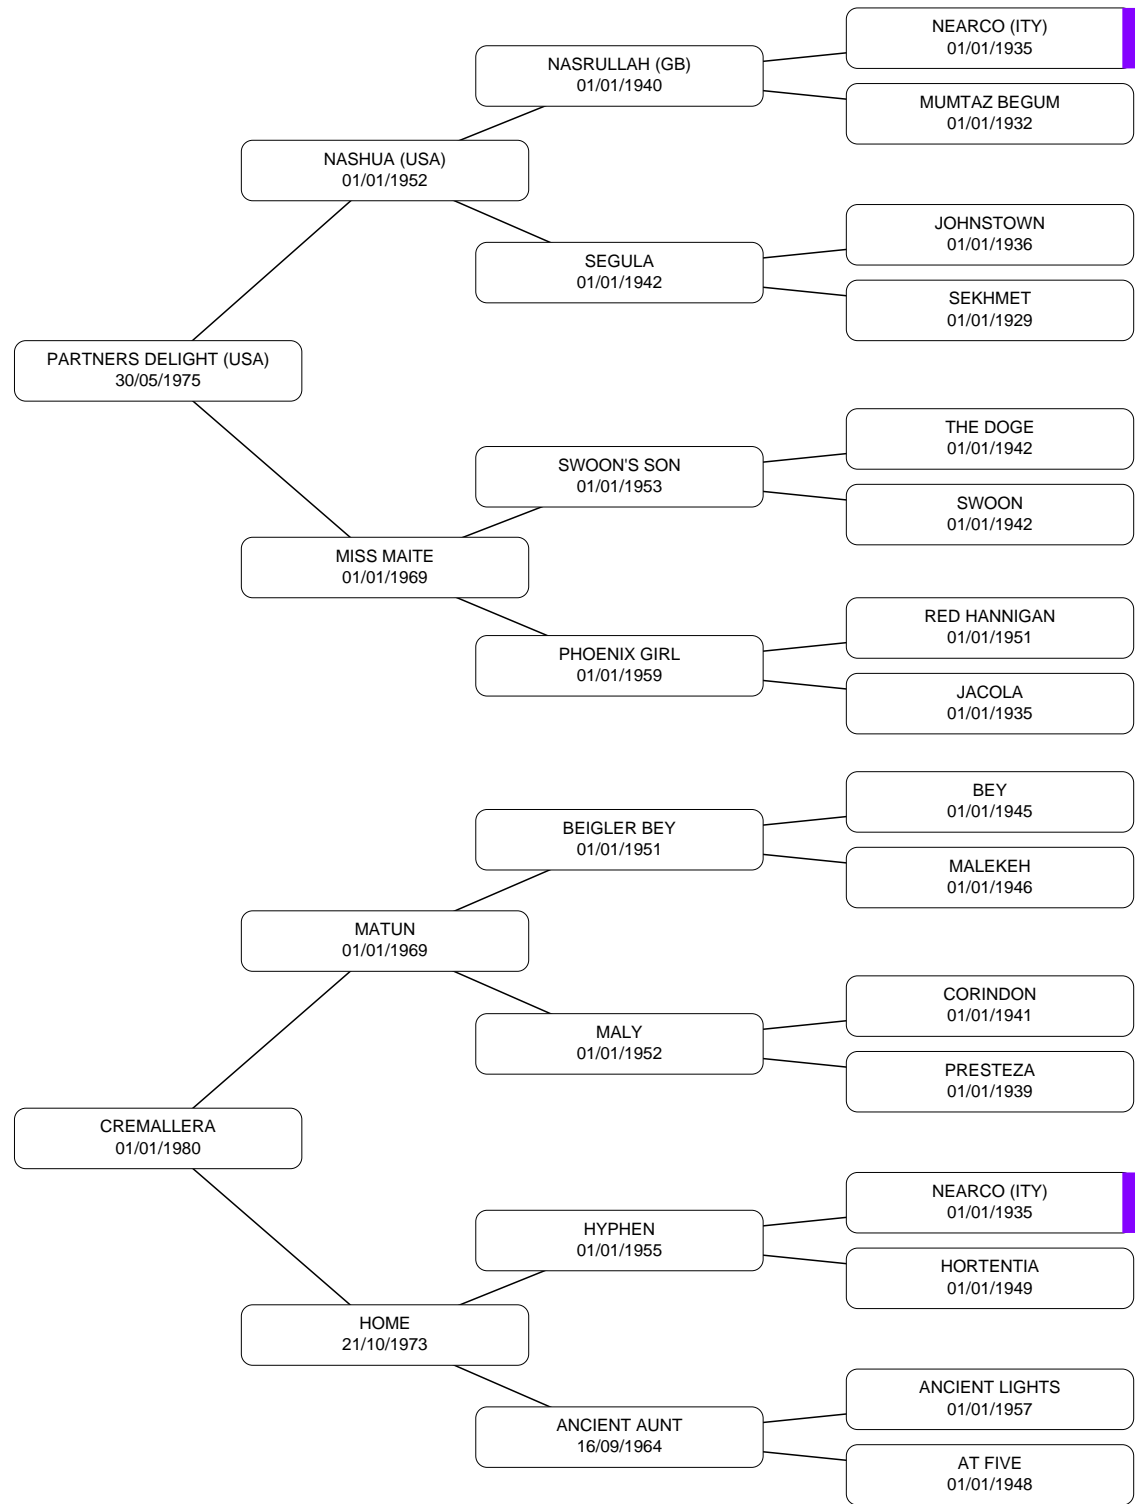 NEARCO (ITY)
01/01/1935
NASRULLAH (GB)
01/01/1940
MUMTAZ BEGUM
01/01/1932
NASHUA (USA)
01/01/1952
JOHNSTOWN
01/01/1936
SEGULA
01/01/1942
SEKHMET
01/01/1929
PARTNERS DELIGHT (USA)
30/05/1975
THE DOGE
01/01/1942
SWOON'S SON
01/01/1953
SWOON
01/01/1942
MISS MAITE
01/01/1969
RED HANNIGAN
01/01/1951
PHOENIX GIRL
01/01/1959
JACOLA
01/01/1935
BEY
01/01/1945
BEIGLER BEY
01/01/1951
MALEKEH
01/01/1946
MATUN
01/01/1969
CORINDON
01/01/1941
MALY
01/01/1952
PRESTEZA
01/01/1939
CREMALLERA
01/01/1980
NEARCO (ITY)
01/01/1935
HYPHEN
01/01/1955
HORTENTIA
01/01/1949
HOME
21/10/1973
ANCIENT LIGHTS
01/01/1957
ANCIENT AUNT
16/09/1964
AT FIVE
01/01/1948